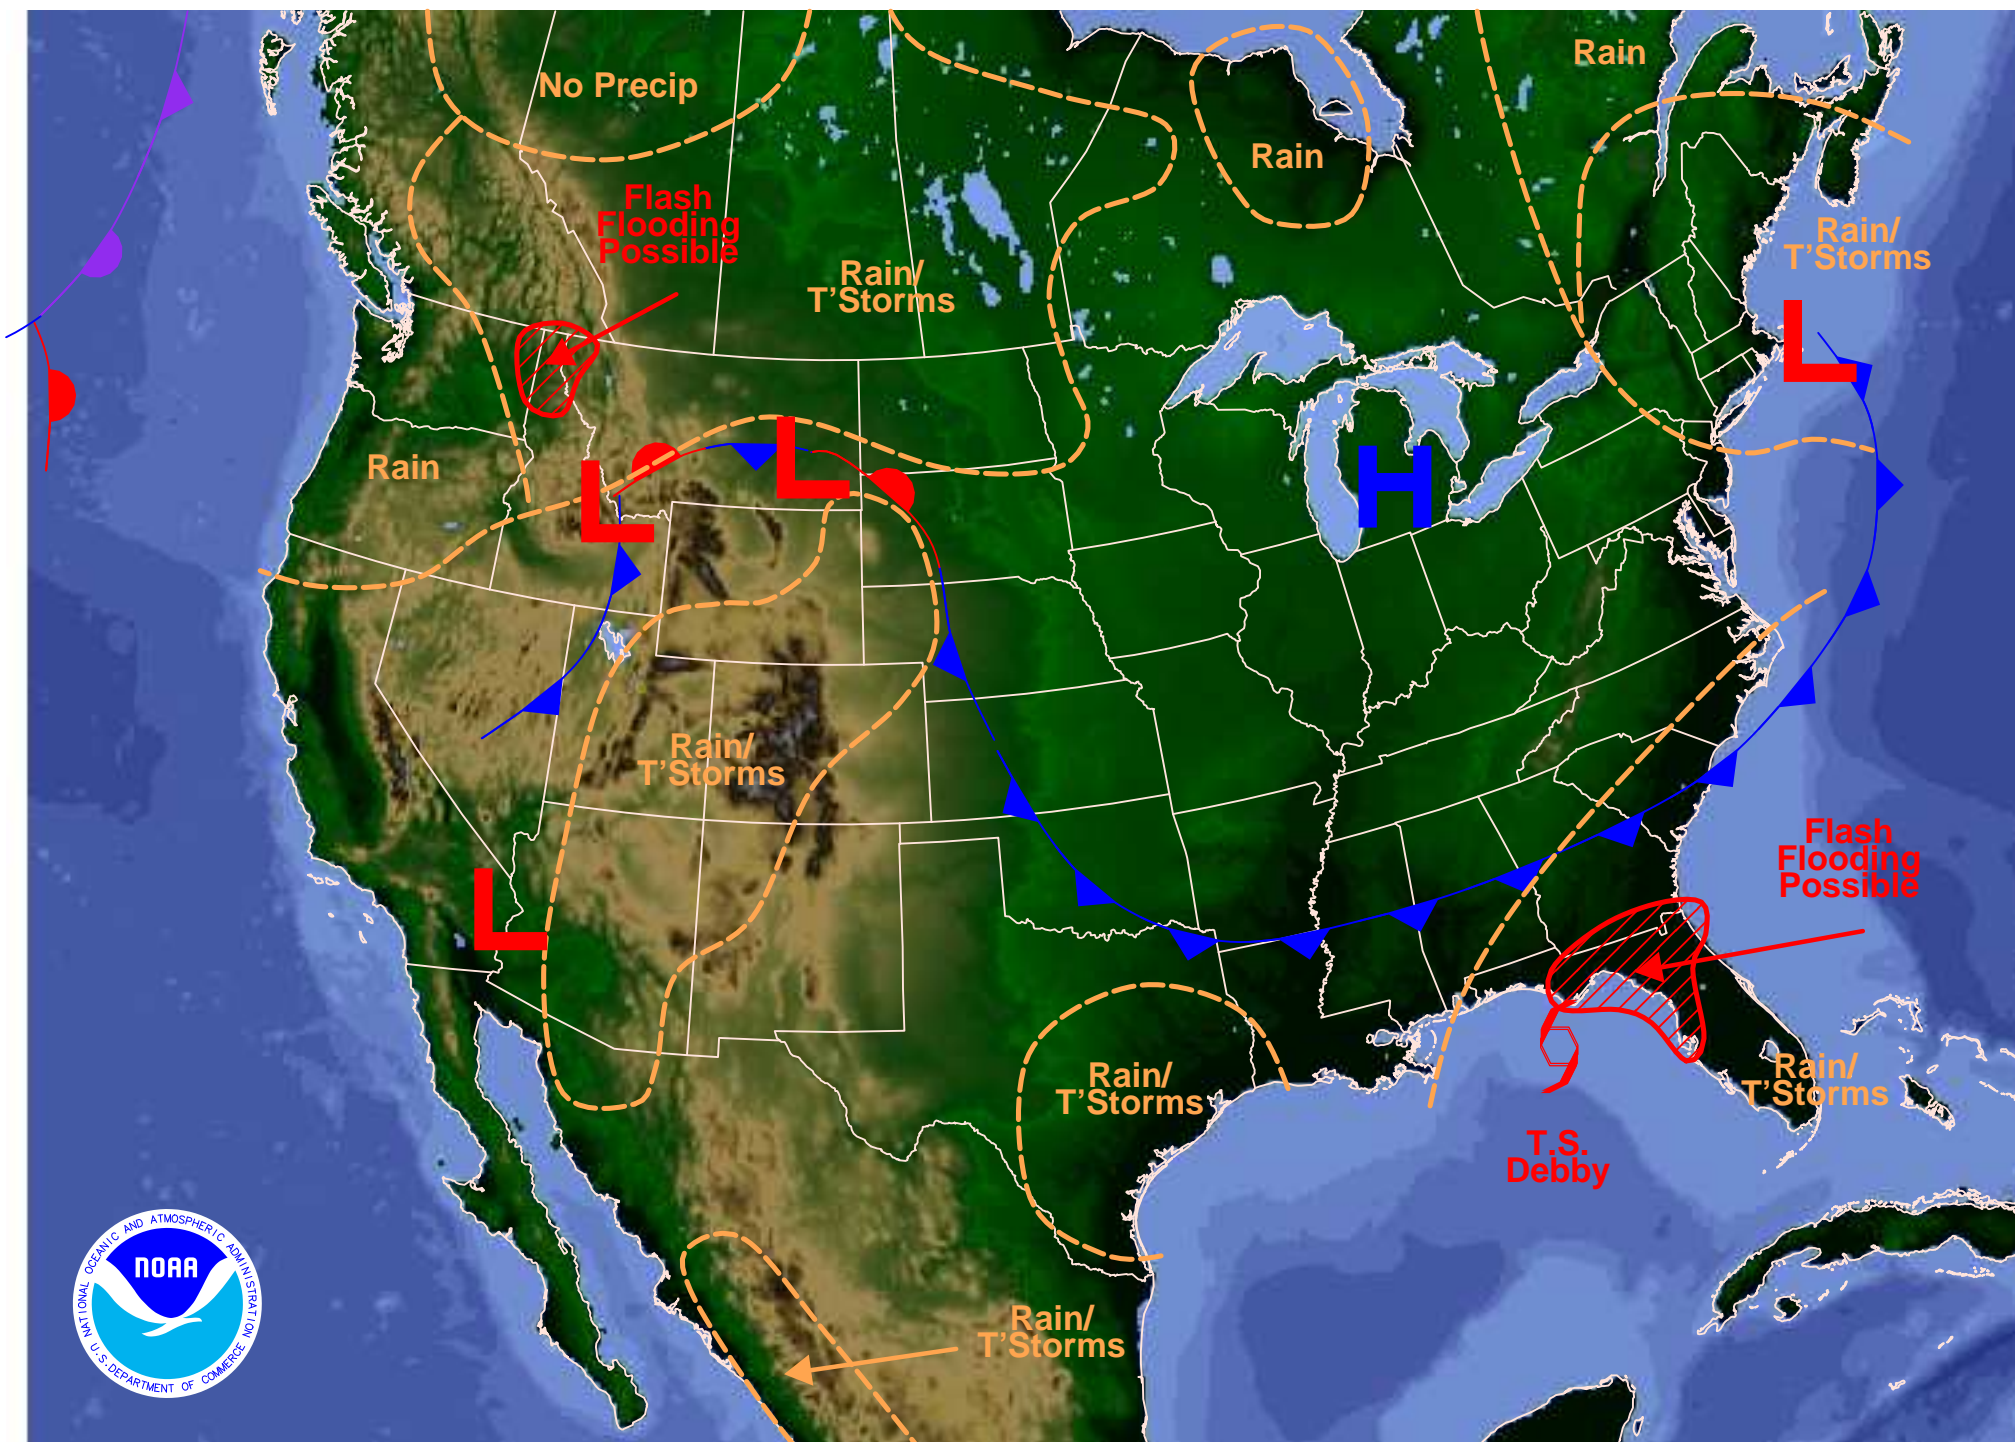 Rain
No Precip
Rain
Flash
Flooding
Possible
Rain/
T'Storms
Rain/
T'Storms
L
L
L
H
Rain
L
Rain/
T'Storms
Flash
Flooding
Possible
L
Rain/
T'Storms
Rain/
T'Storms
T.S.
Debby
NATIONAL OCEANIC AND ATMOSPHERIC ADMINISTRATION
NOAA
U.S. DEPARTMENT OF COMMERCE
Rain/
T'Storms